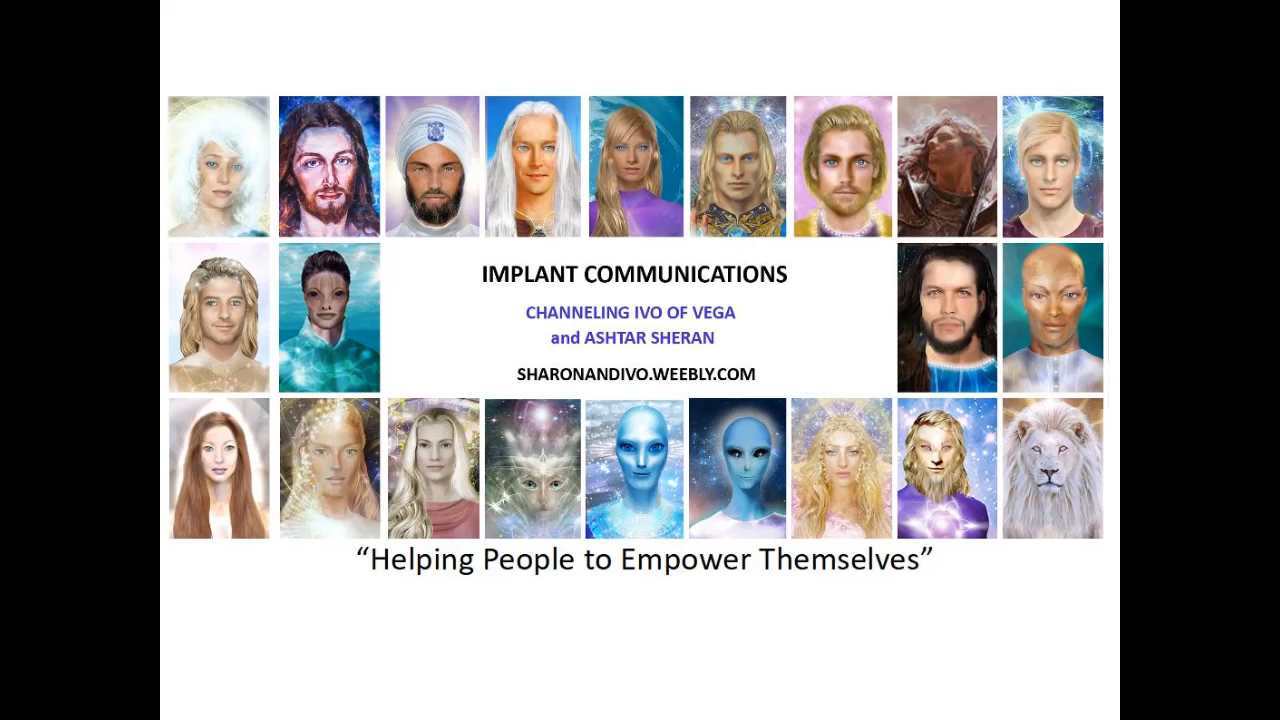 IMPLANT COMMUNICATIONS
CHANNELING IVO OF VEGA
and ASHTAR SHERAN
SHARONANDIVO.WEEBLY.COM
“Helping People to Empower Themselves”